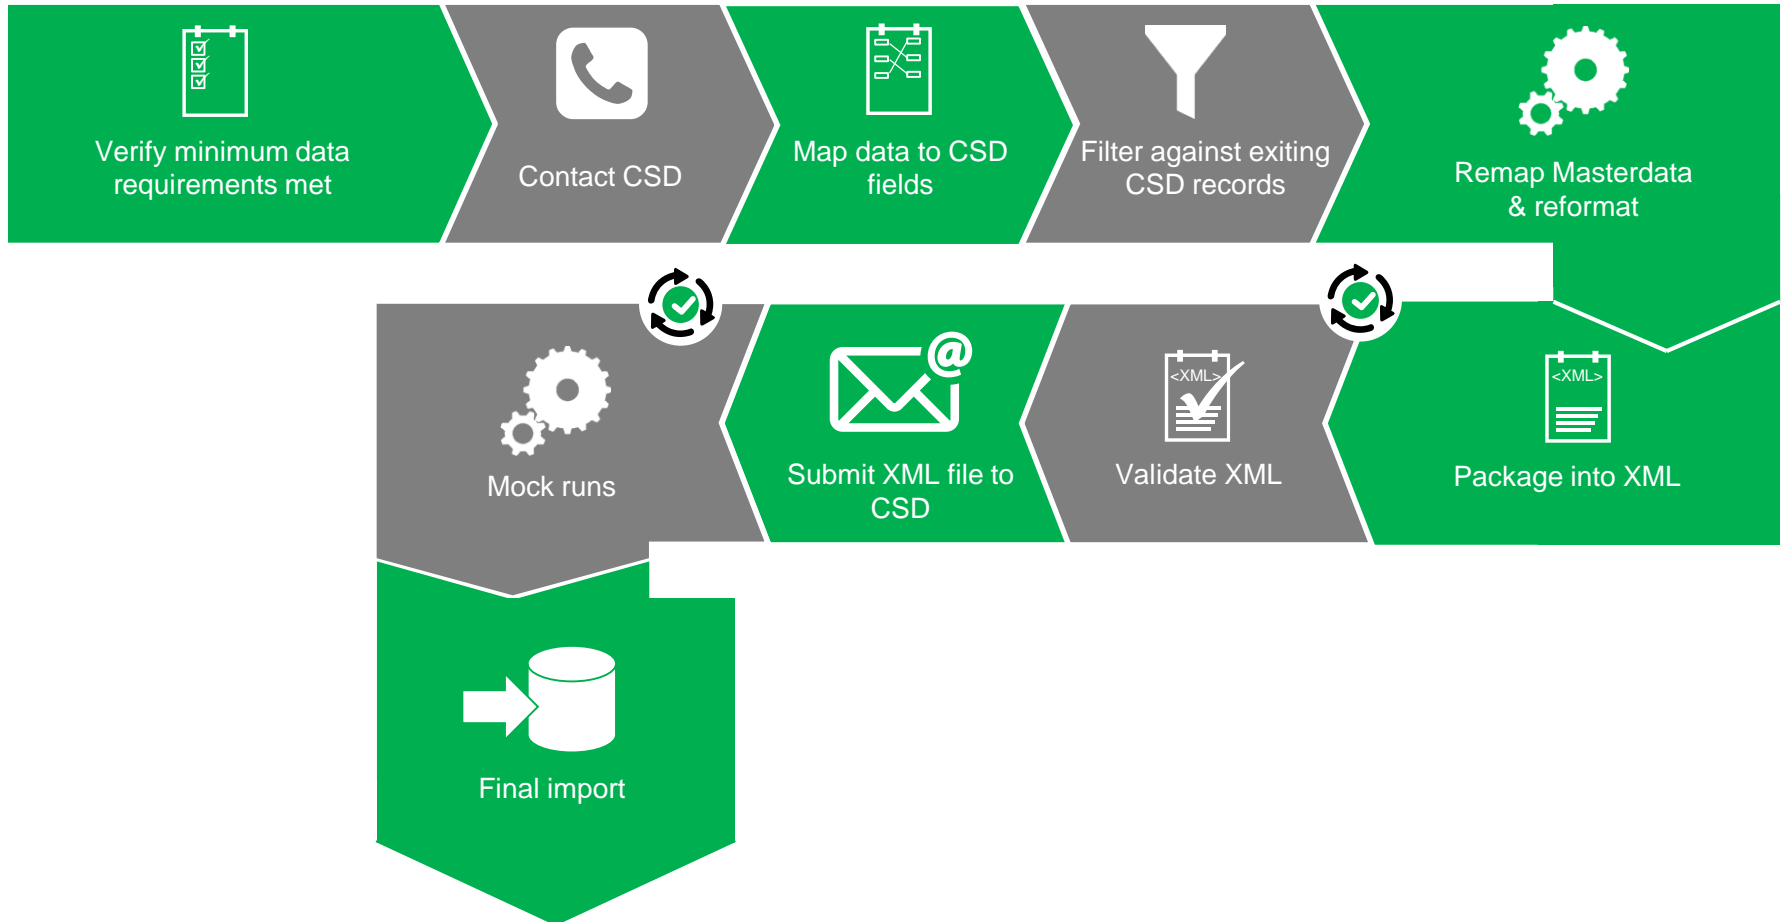 Verify minimum data
requirements met
Contact CSD
Map data to CSD
fields
Filter against exiting
CSD records
Remap Masterdata
& reformat
<XML>
Package into XML
<XML>
Validate XML
@
Submit XML file to
CSD
Mock runs
Final import